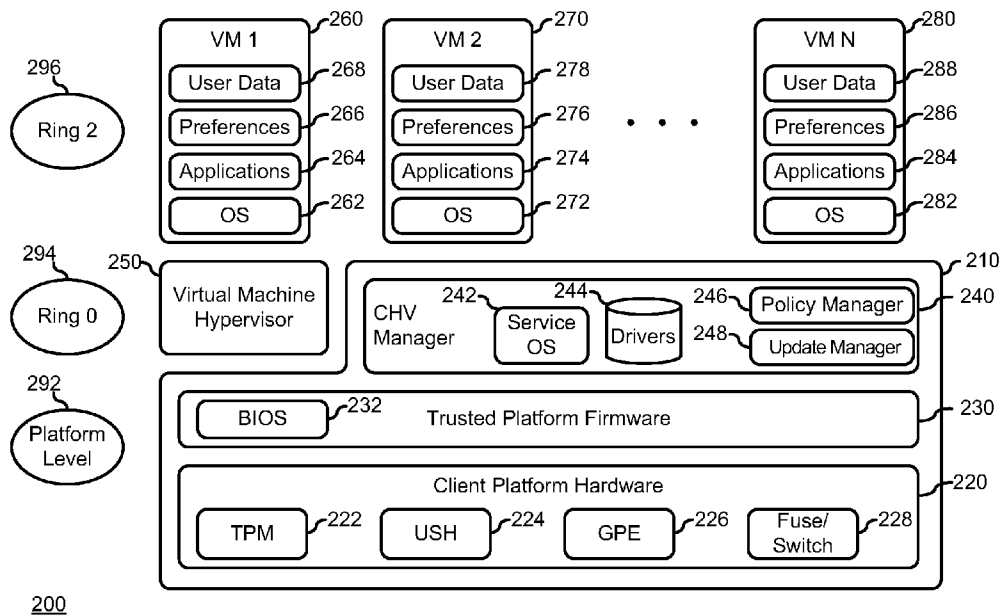 VM 1
260
VM 2
270
VM N
280
296
Ring 2
User Data
268
User Data
278
User Data
288
Preferences
266
Preferences
276
Preferences
286
. . .
Applications
264
Applications
274
Applications
284
OS
262
OS
272
OS
282
294
Ring 0
250
Virtual Machine
Hypervisor
210
CHV
Manager
242
Service
OS
244
Drivers
246
Policy Manager
240
248
Update Manager
292
Platform
Level
BIOS
232
Trusted Platform Firmware
230
Client Platform Hardware
220
TPM
222
USH
224
GPE
226
Fuse/
Switch
228
200